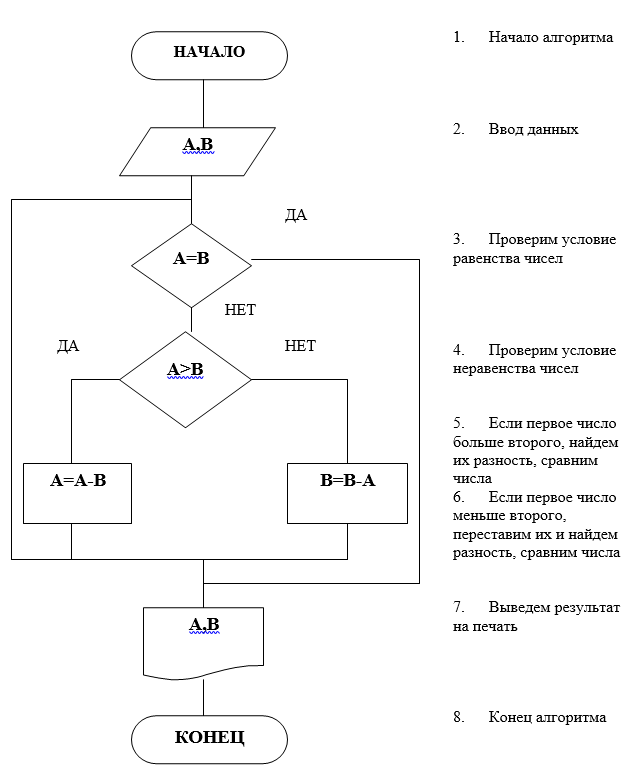 НАЧАЛО
А,В
ДА
А=В
НЕТ
ДА
НЕТ
А>В
А=А-В
В=В-А
А,В
КОНЕЦ
1. Начало алгоритма
2. Ввод данных
3. Проверим условие
равенства чисел
4. Проверим условие
неравенства чисел
5. Если первое число
больше второго, найдем
их разность, сравним
числа
6. Если первое число
меньше второго,
переставим их и найдем
разность, сравним числа
7. Выведем результат
на печать
8. Конец алгоритма